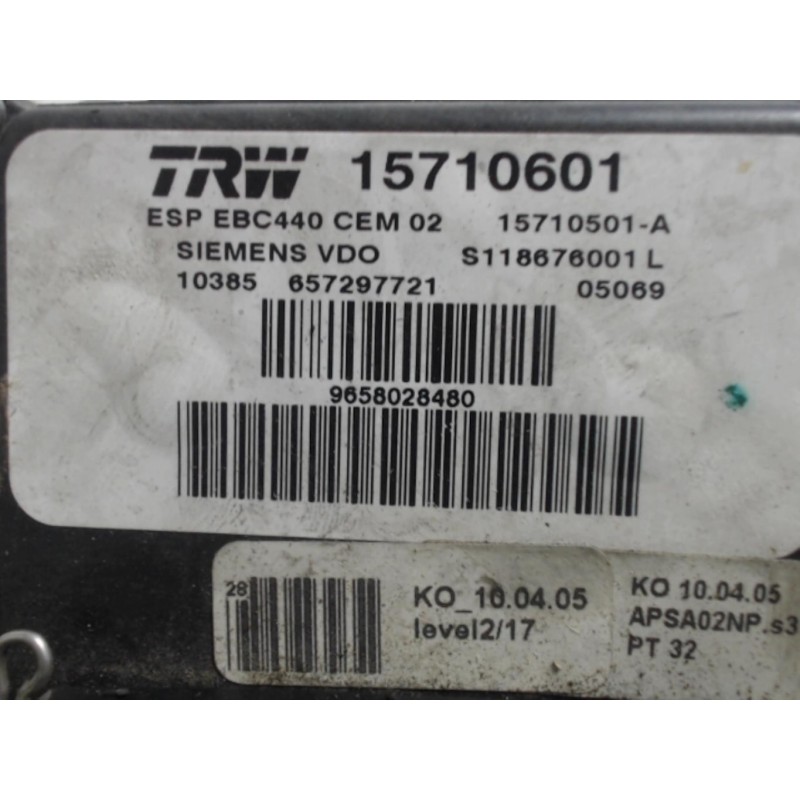 TRW 15710601
ESP EBC440 CEM 02 15710501-A
SIEMENS VDO S118676001 L
10385 657297721 05069
9658028480
28
KO_10.04.05
level2/17
KO 10.04.05
APSA02NP.s3
PT 32